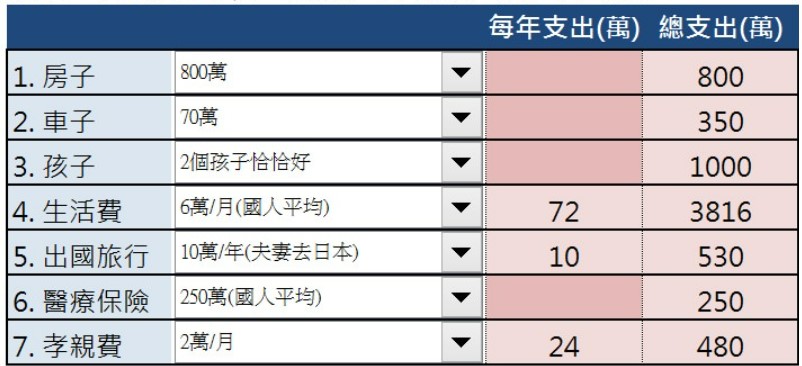 每年支出(萬) 總支出(萬)
1. 房子 800萬 800
2. 車子 70萬 350
3. 孩子 2個孩子恰恰好 1000
4. 生活費 6萬/月(國人平均) 72 3816
5. 出國旅行 10萬/年(夫妻去日本) 10 530
6. 醫療保險 250萬(國人平均) 250
7. 孝親費 2萬/月 24 480